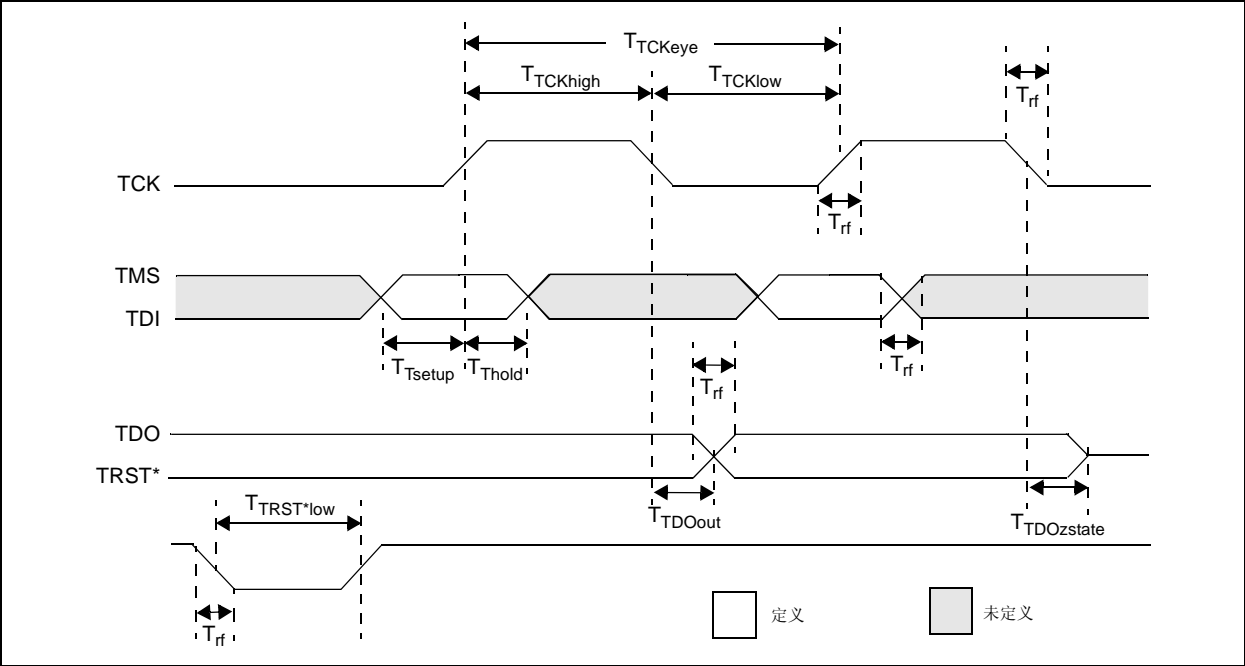 TTCKeye
TTCKhigh
TTCKlow
Trf
TCK
Trf
TMS
TDI
TTsetup
TThold
Trf
Trf
TDO
TRST*
TTRST*low
TTDOout
TTDOzstate
Trf
定义
未定义